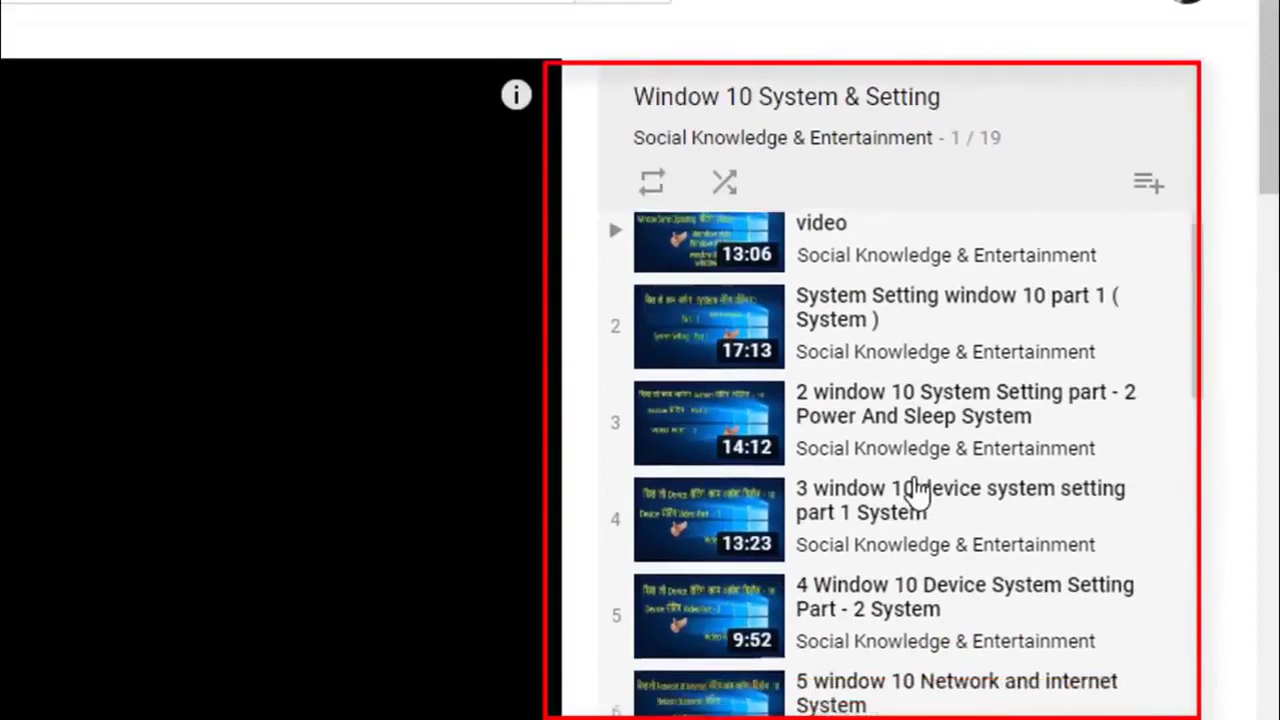 Window 10 System & Setting
Social Knowledge & Entertainment - 1 / 19
video
13:06
Social Knowledge & Entertainment
2
System Setting window 10 part 1 (
System )
17:13
Social Knowledge & Entertainment
3
2 window 10 System Setting part - 2
Power And Sleep System
14:12
Social Knowledge & Entertainment
4
3 window 10 device system setting
part 1 System
13:23
Social Knowledge & Entertainment
5
4 Window 10 Device System Setting
Part - 2 System
9:52
Social Knowledge & Entertainment
6
5 window 10 Network and internet
System